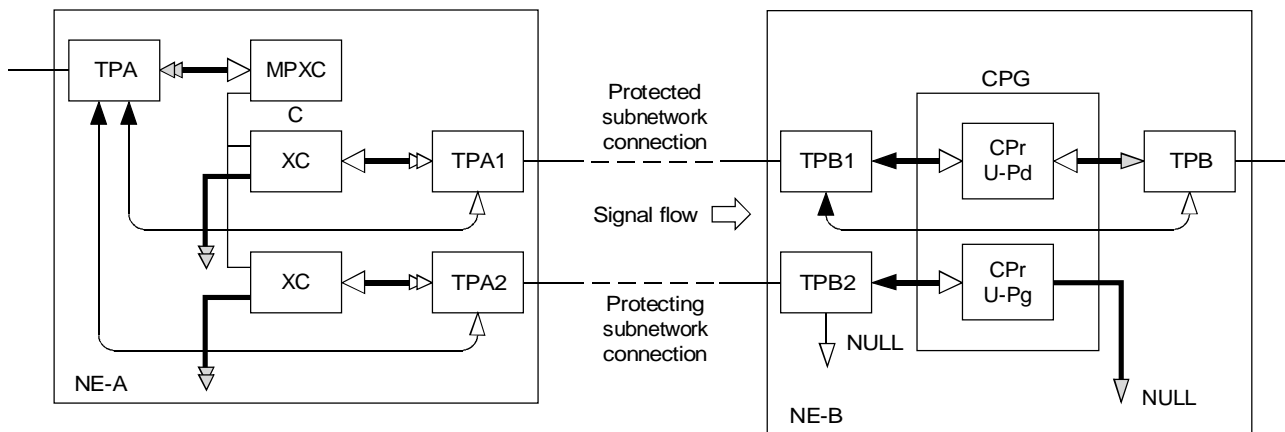 TPA
MPXC
C
XC
TPA1
XC
TPA2
NE-A
Protected
subnetwork
connection
Signal flow
Protecting
subnetwork
connection
CPG
TPB1
CPr
U-Pd
TPB
TPB2
CPr
U-Pg
NULL
NULL
NE-B